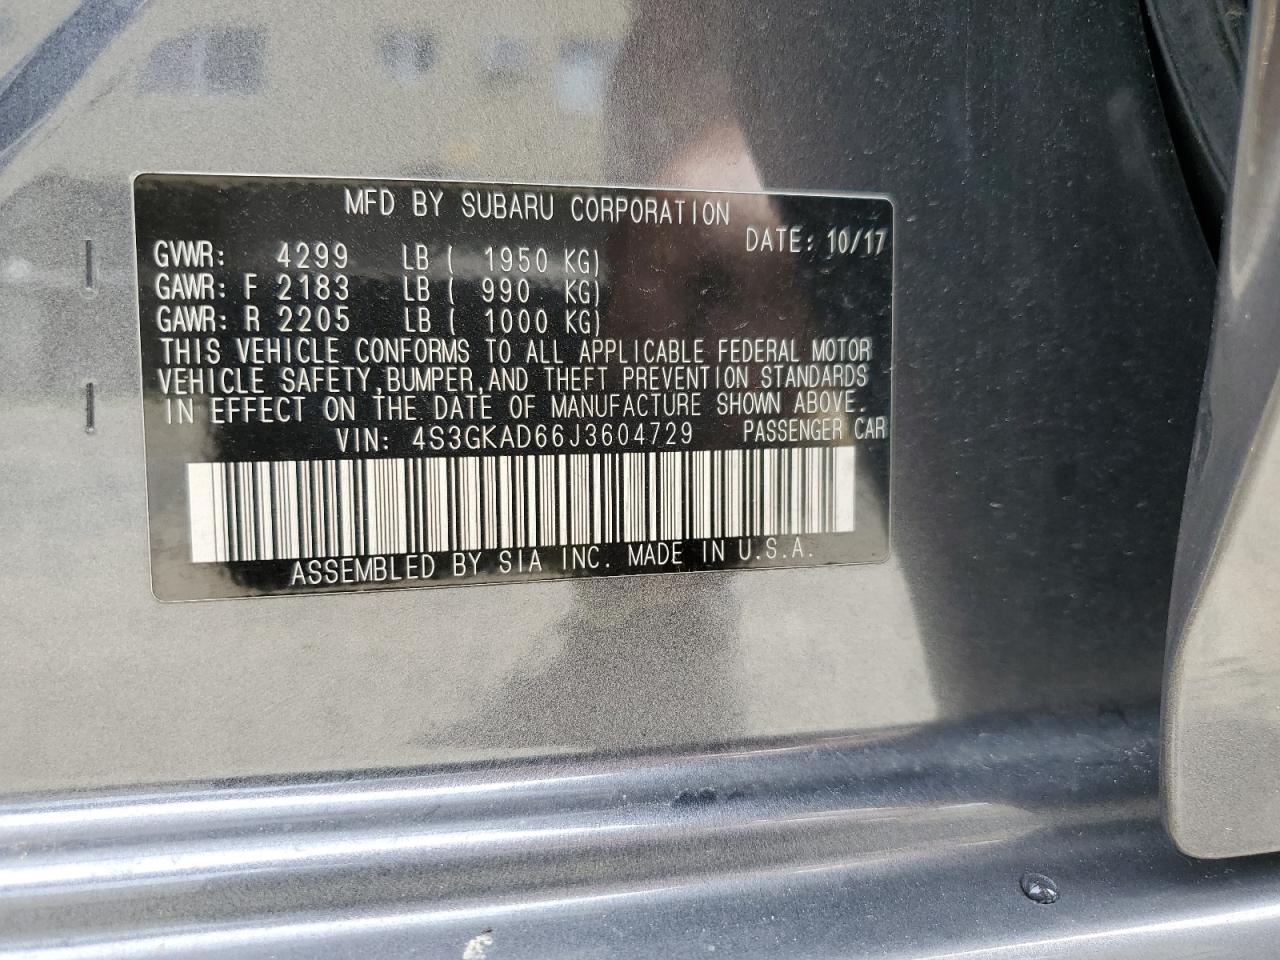 MFD BY SUBARU CORPORATION
DATE: 10/17
GVWR: 4299 LB ( 1950 KG)
GAWR: F 2183 LB ( 990 KG)
GAWR: R 2205 LB ( 1000 KG)
THIS VEHICLE CONFORMS TO ALL APPLICABLE FEDERAL MOTOR
VEHICLE SAFETY,BUMPER,AND THEFT PREVENTION STANDARDS
IN EFFECT ON THE DATE OF MANUFACTURE SHOWN ABOVE.
VIN: 4S3GKAD66J3604729 PASSENGER CAR
ASSEMBLED BY SIA INC. MADE IN U.S.A.